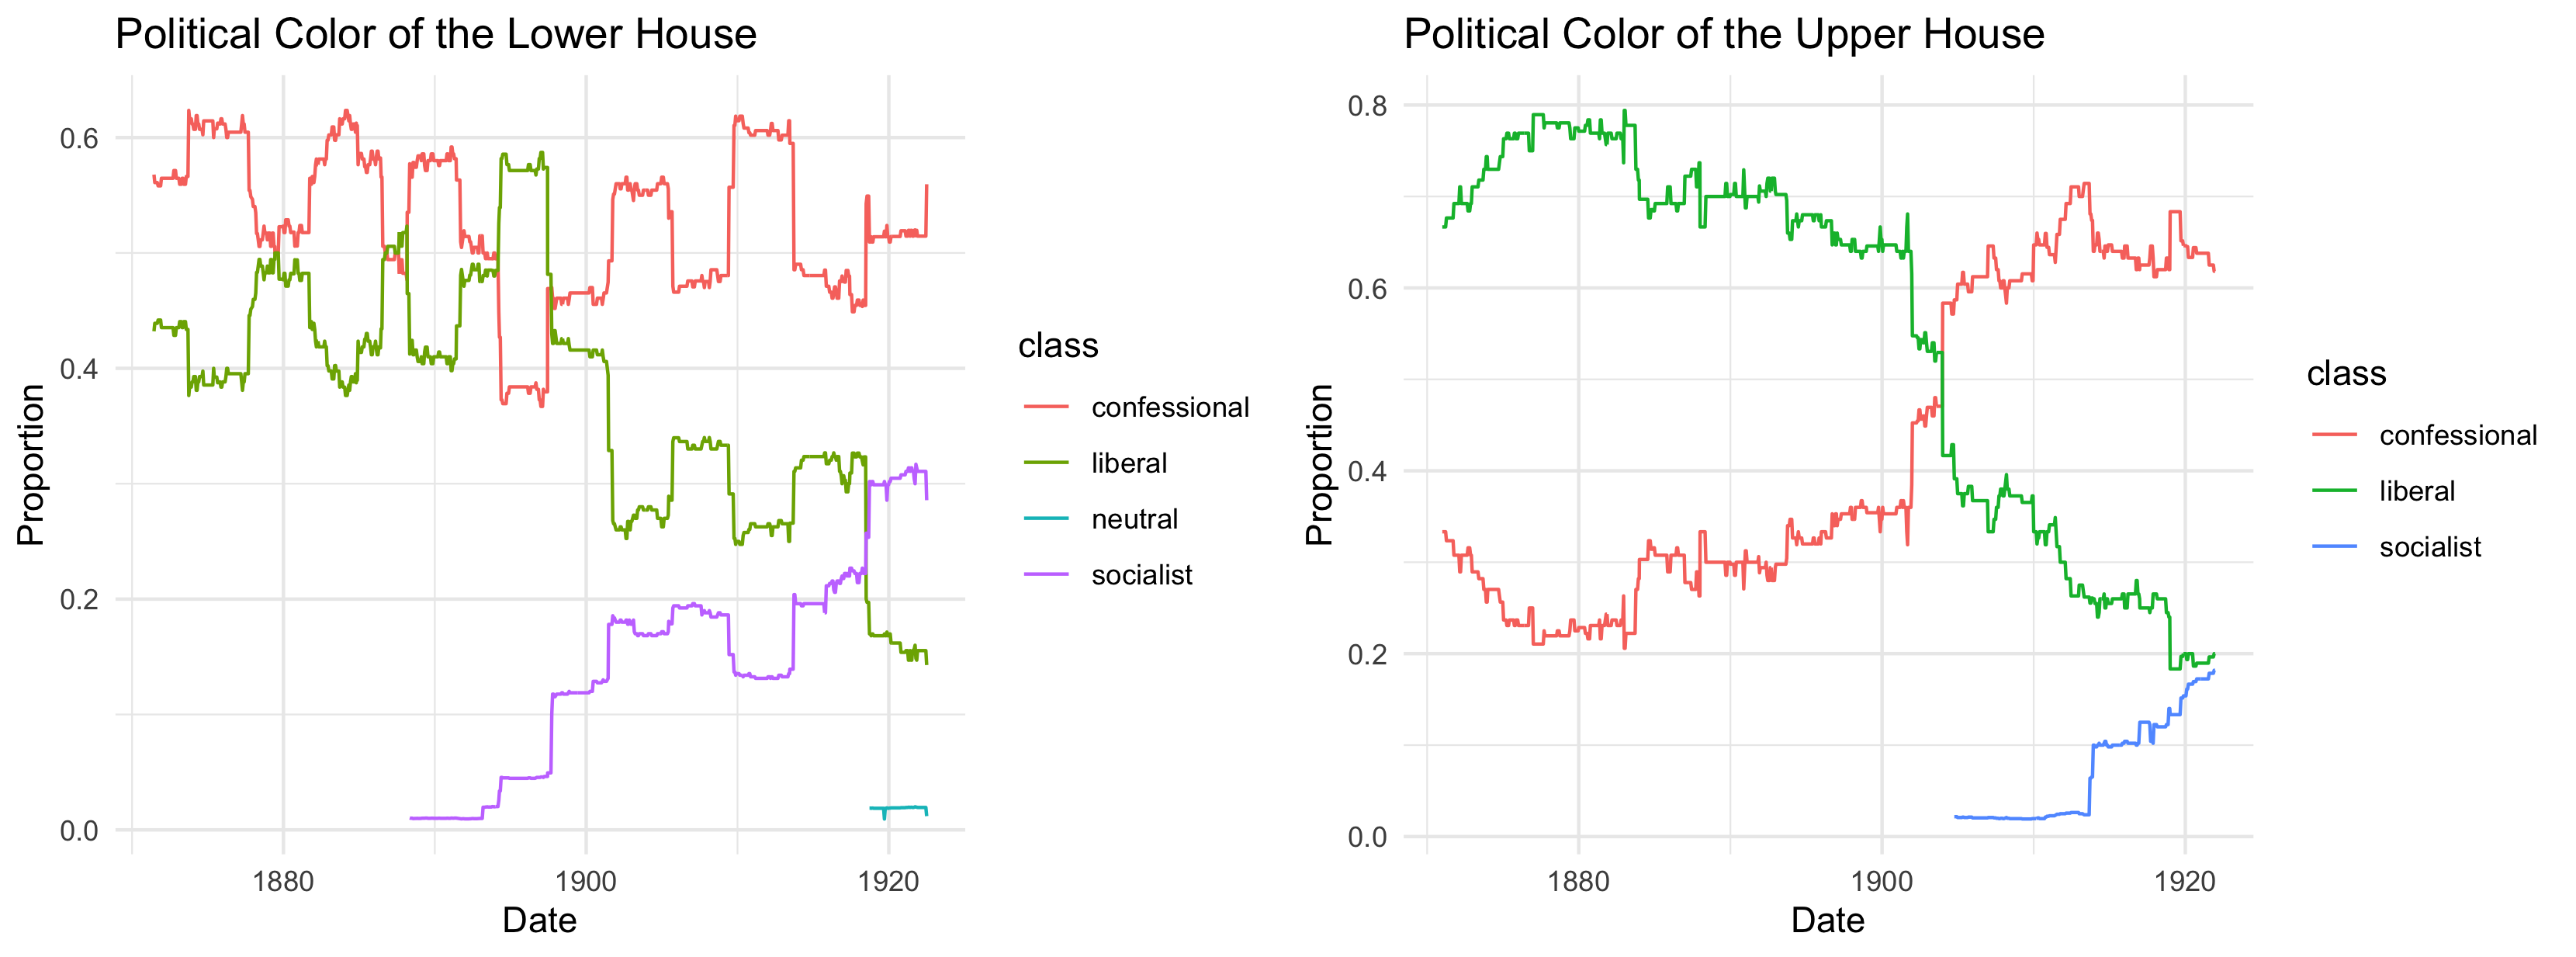 Political Color of the Lower House
Proportion
0.6
0.4
0.2
0.0
1880
1900
1920
Date
class
confessional
liberal
neutral
socialist
Political Color of the Upper House
Proportion
0.8
0.6
0.4
0.2
0.0
1880
1900
1920
Date
class
confessional
liberal
socialist